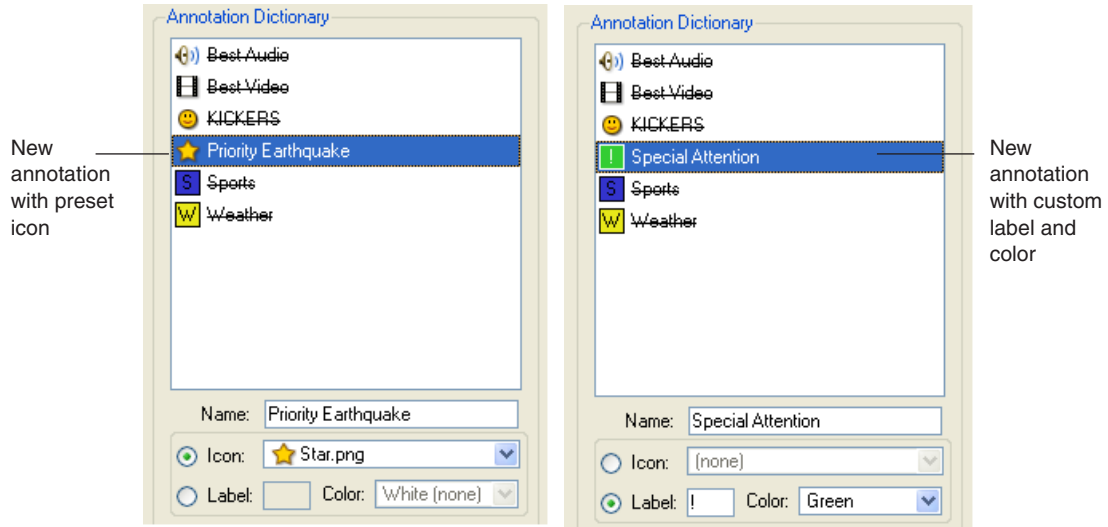 Annotation Dictionary
Best Audio
Best Video
KICKERS
Priority Earthquake
S Sports
W Weather
Name: Priority Earthquake
Icon: Star.png
Label: Color: White (none)
New
annotation
with preset
icon
Annotation Dictionary
Best Audio
Best Video
KICKERS
! Special Attention
S Sports
W Weather
Name: Special Attention
Icon: (none)
Label: ! Color: Green
New
annotation
with custom
label and
color